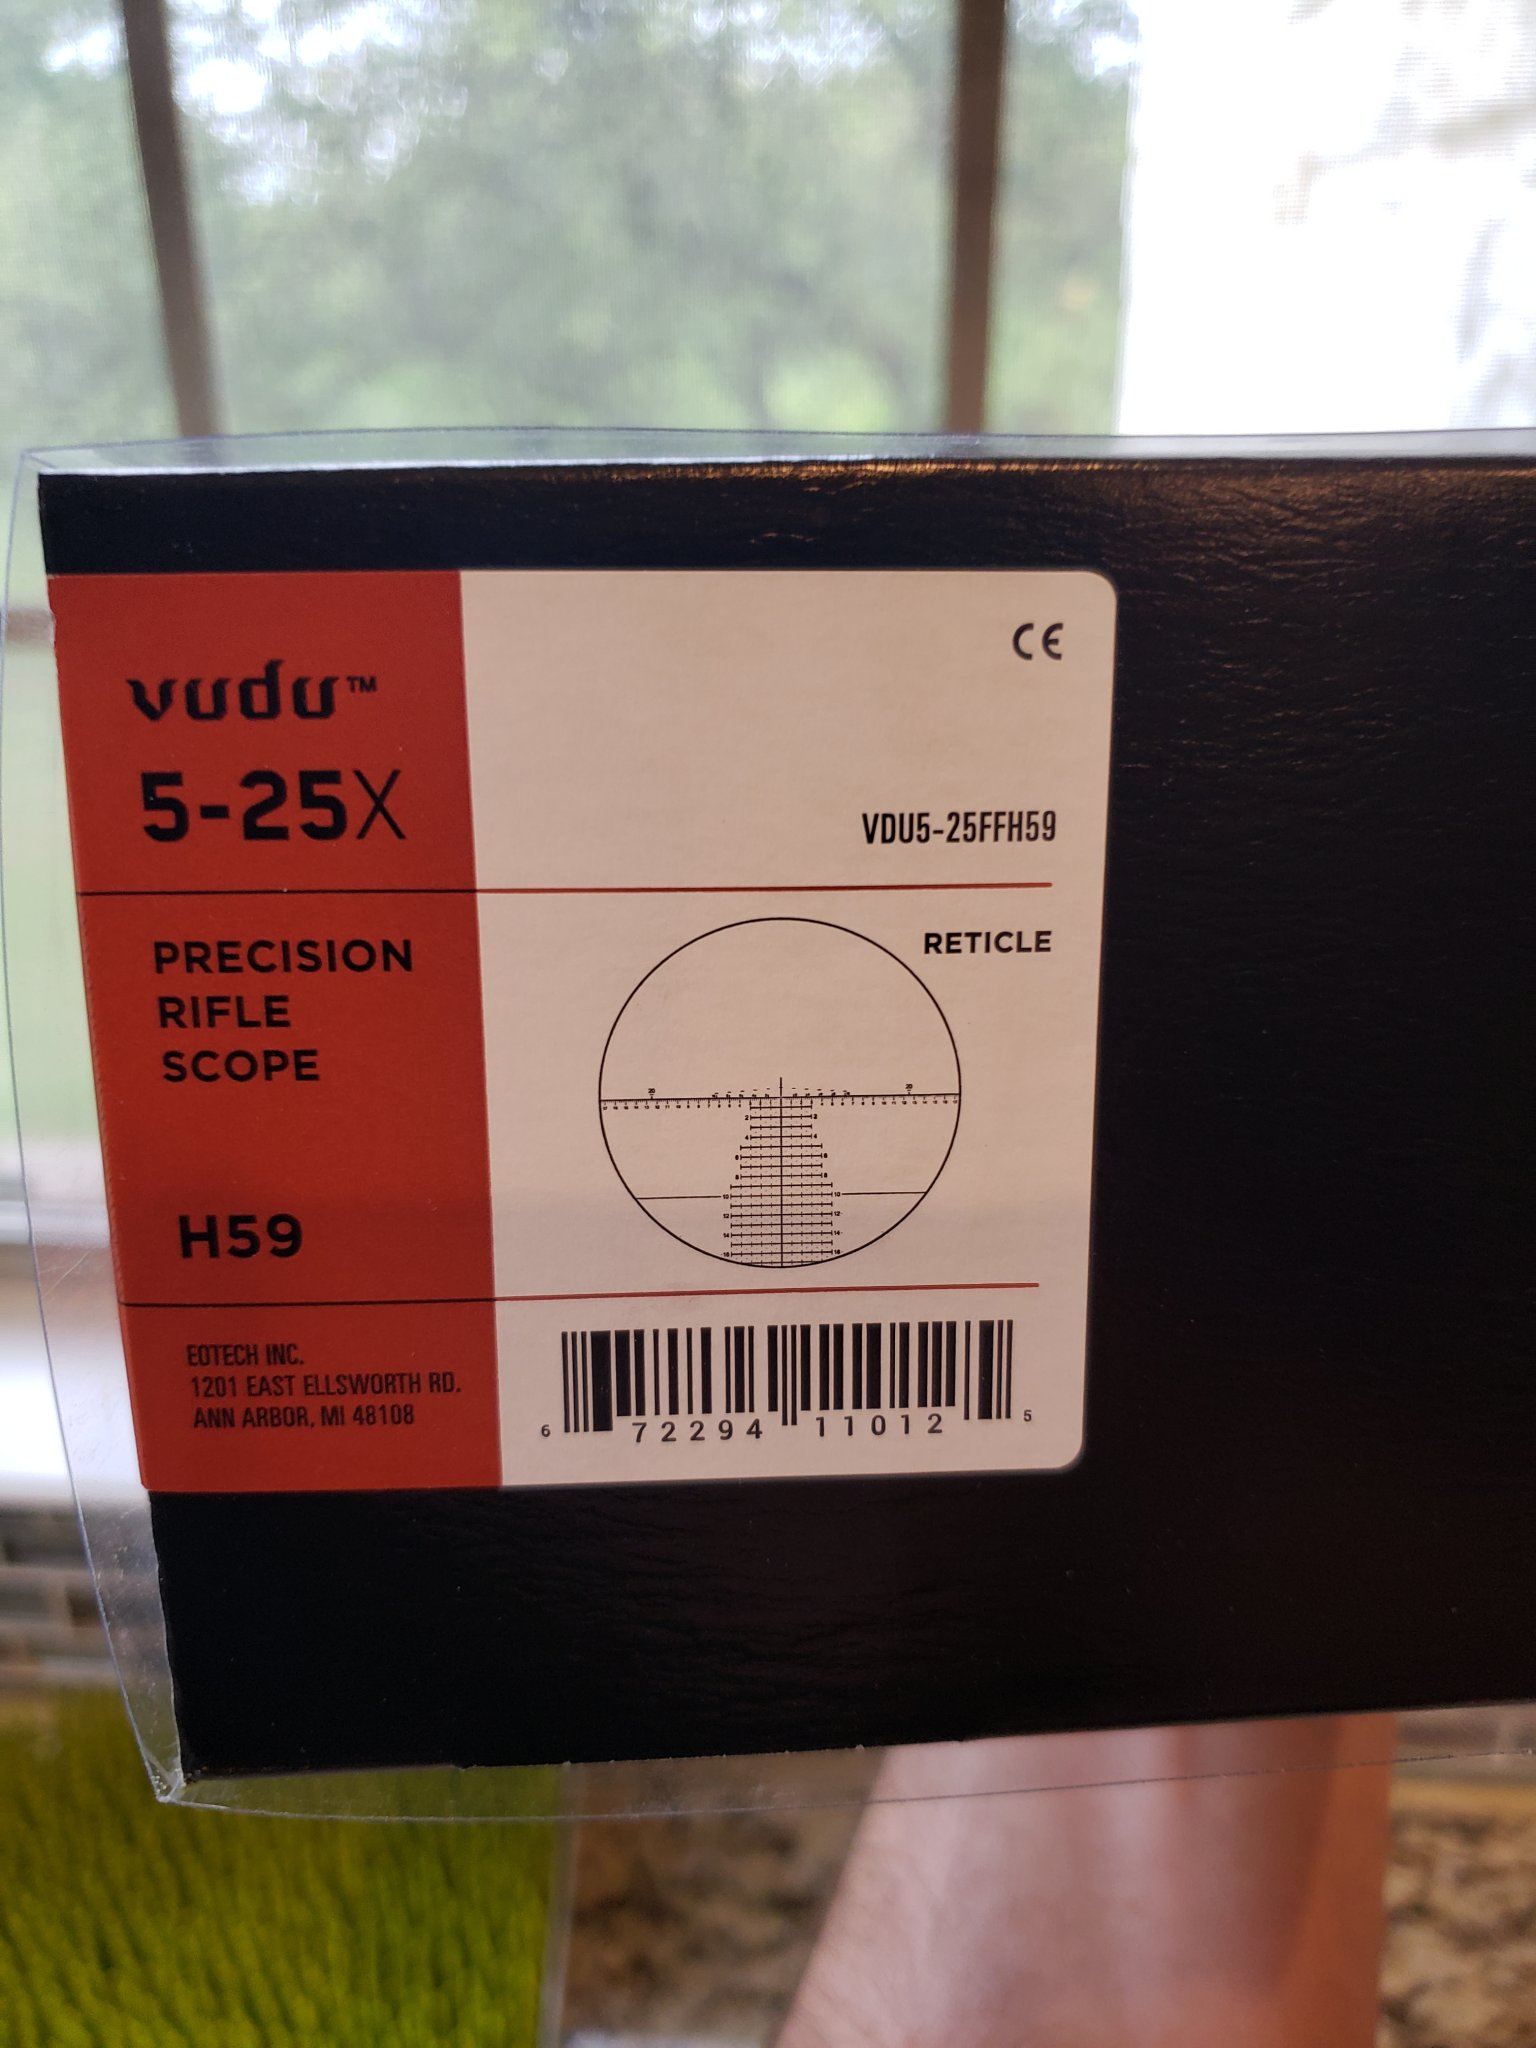 vudu™
5-25X
CE
VDU5-25FFH59
PRECISION
RIFLE
SCOPE
RETICLE
H59
EOTECH INC.
1201 EAST ELLSWORTH RD.
ANN ARBOR, MI 48108
6 72294 11012 5